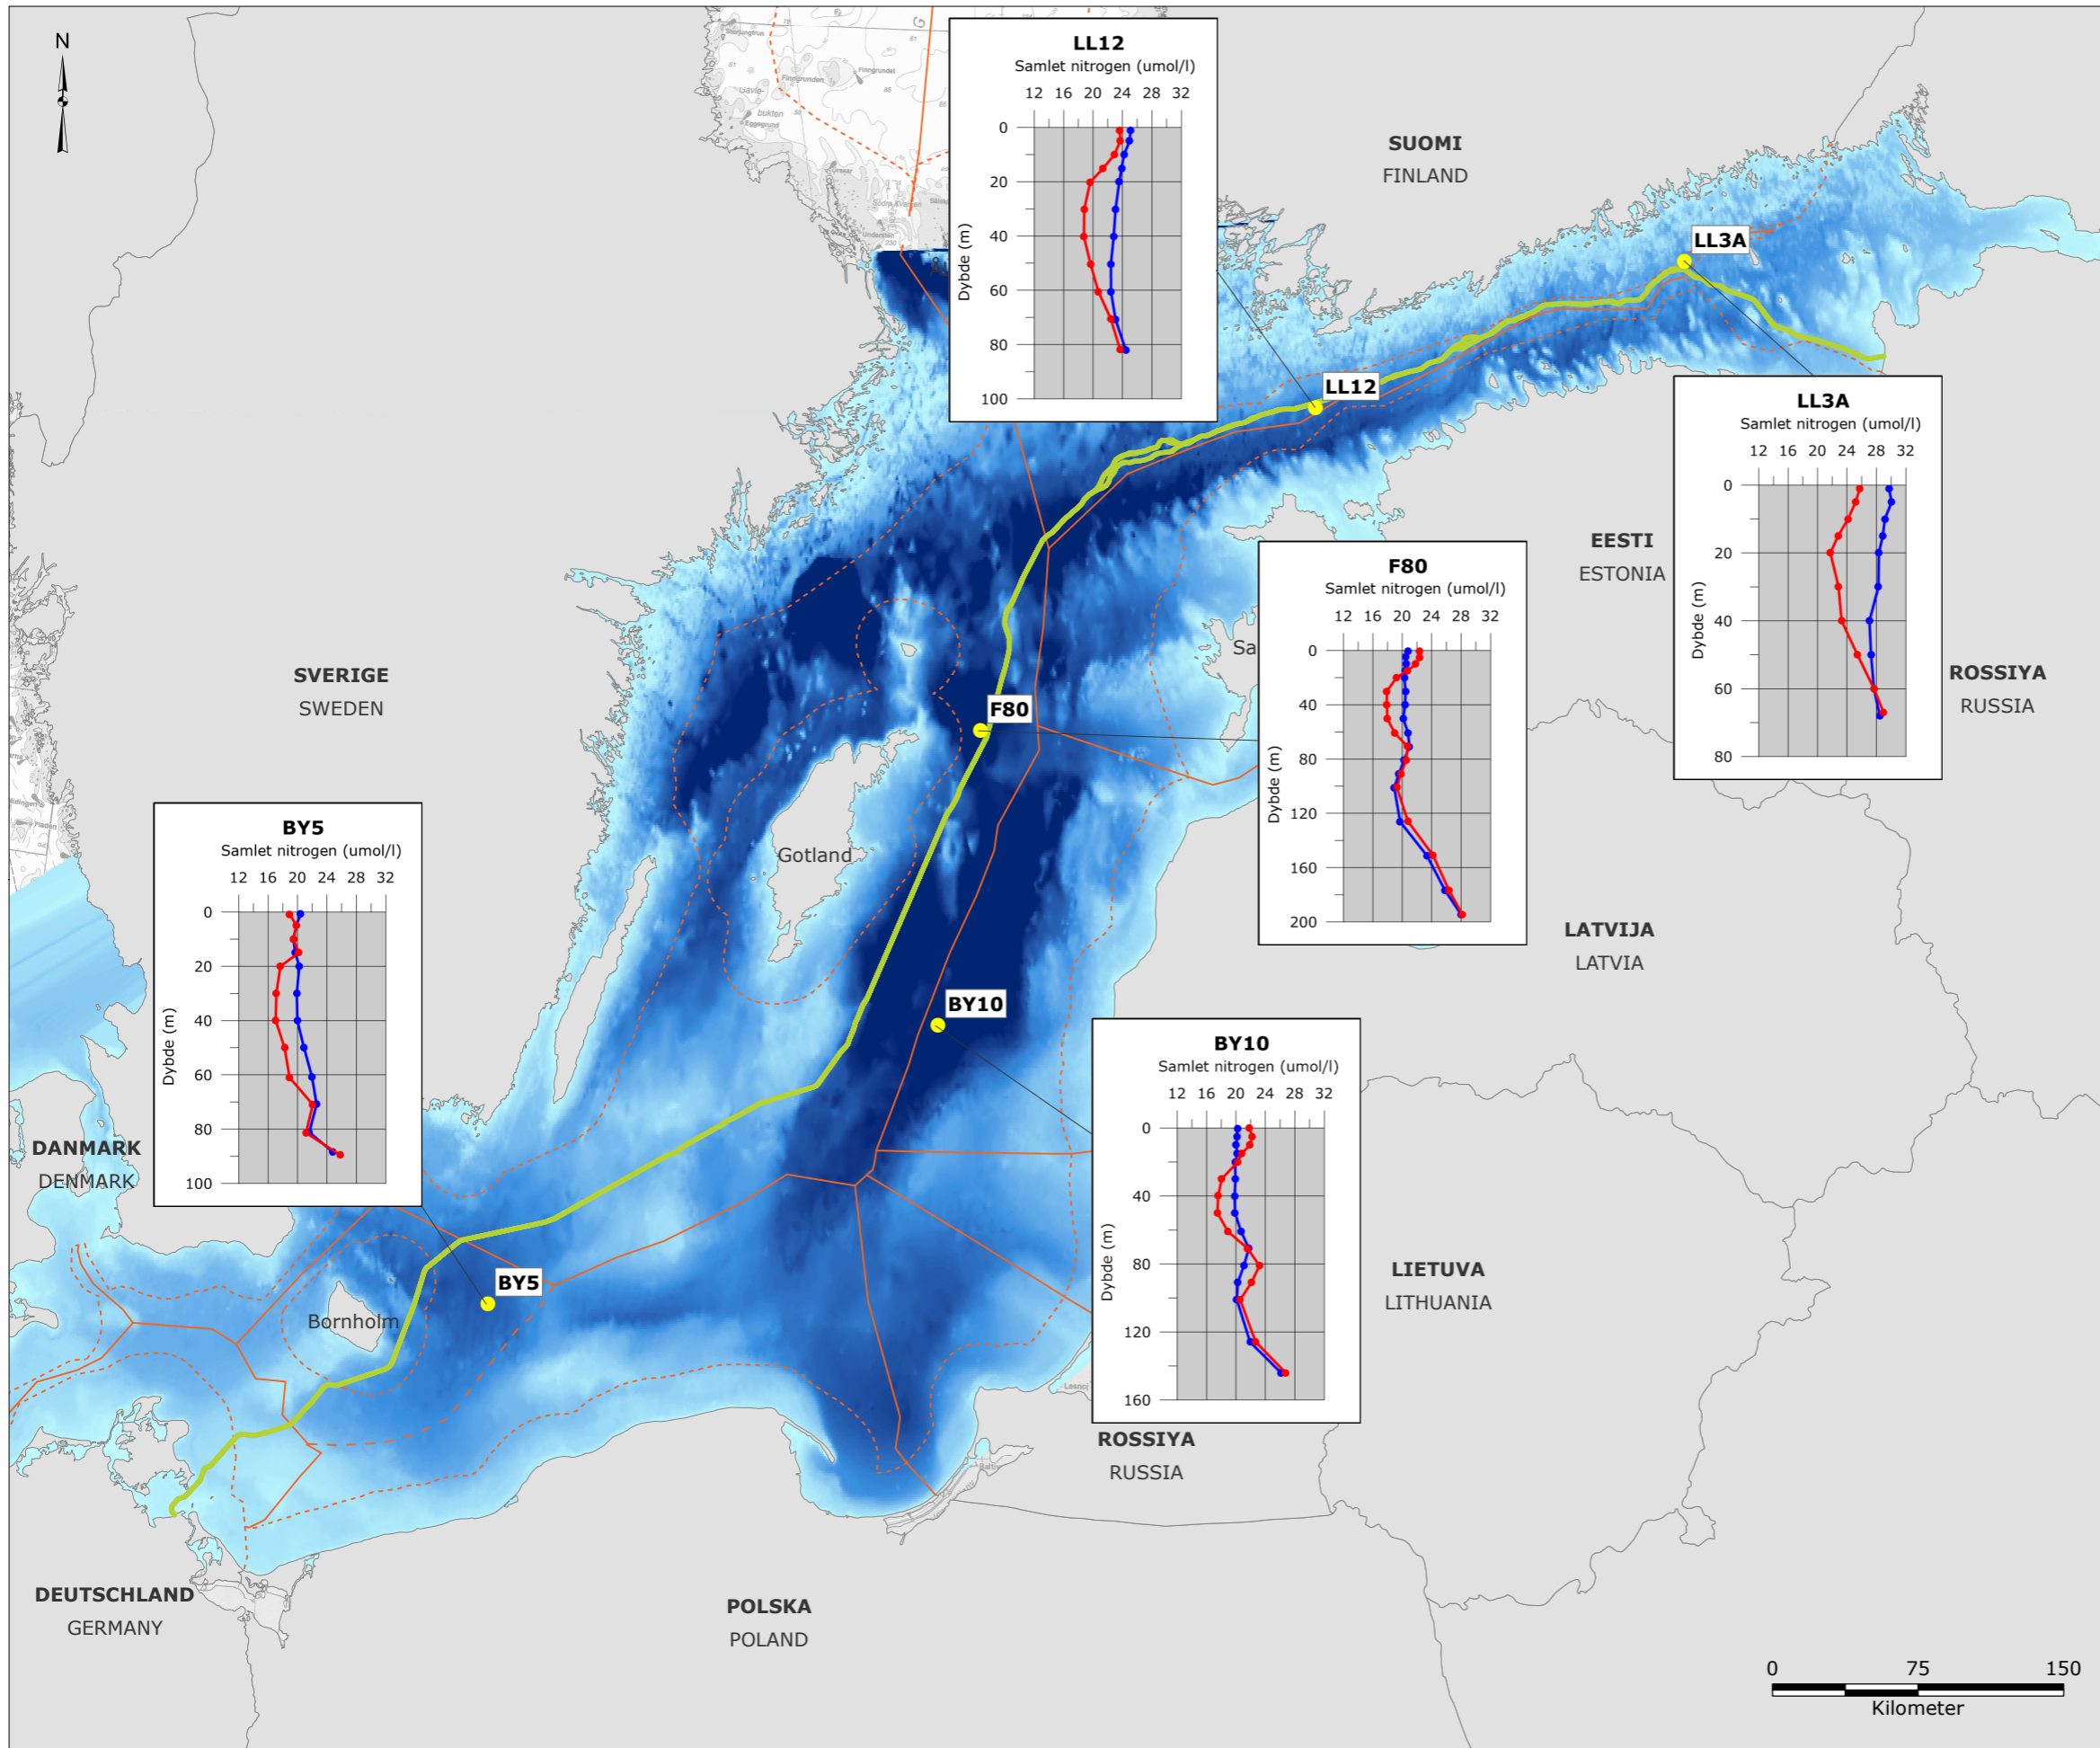 N
LL12
Samlet nitrogen (umol/l)
12 16 20 24 28 32
0
20
40
60
80
100
Dybde (m)
SUOMI
FINLAND
LL3A
LL12
LL3A
Samlet nitrogen (umol/l)
12 16 20 24 28 32
0
20
40
60
80
Dybde (m)
EESTI
ESTONIA
ROSSIYA
RUSSIA
F80
Samlet nitrogen (umol/l)
12 16 20 24 28 32
0
40
80
120
160
200
Dybde (m)
Sa
SVERIGE
SWEDEN
F80
Gotland
BY5
Samlet nitrogen (umol/l)
12 16 20 24 28 32
0
20
40
60
80
100
Dybde (m)
LATVIJA
LATVIA
BY10
BY10
Samlet nitrogen (umol/l)
12 16 20 24 28 32
0
40
80
120
160
Dybde (m)
DANMARK
DENMARK
BY5
Bornholm
LIETUVA
LITHUANIA
ROSSIYA
RUSSIA
DEUTSCHLAND
GERMANY
POLSKA
POLAND
0 75 150
Kilometer
Finngrunden
Finngrundet
bukten
Eggegrund
G